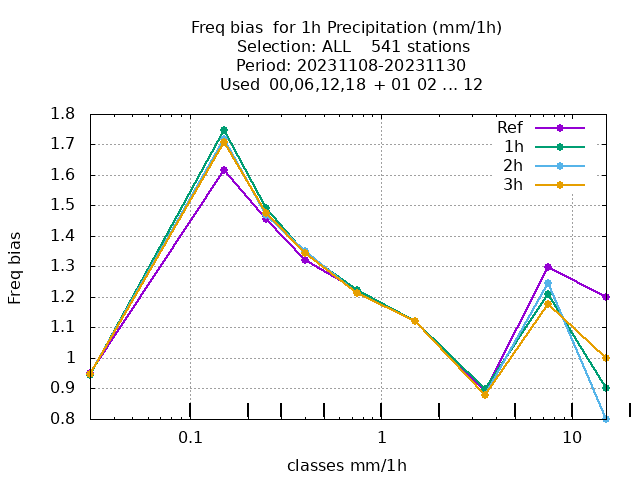 Freq bias  for 1h Precipitation (mm/1h)
Selection: ALL    541 stations
Period: 20231108-20231130
Used  00,06,12,18  + 01 02 ... 12
Ref
1h
2h
3h
1.8
1.7
1.6
1.5
1.4
1.3
1.2
1.1
1
0.9
0.8
Freq bias
0.1 1 10
classes mm/1h